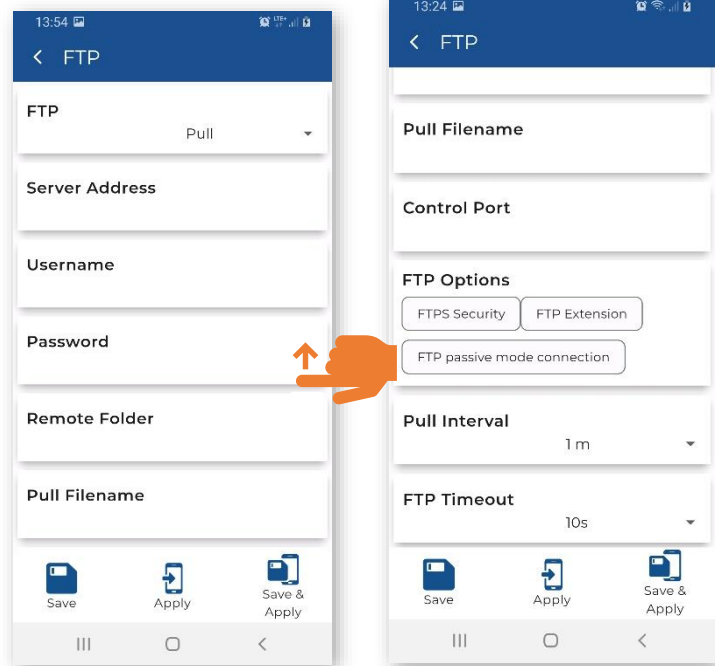 13:54
LTE+
FTP
FTP
Pull
Server Address
Username
Password
Remote Folder
Pull Filename
Save
Apply
Save &
Apply
13:24
FTP
Pull Filename
Control Port
FTP Options
FTPS Security
FTP Extension
FTP passive mode connection
Pull Interval
1 m
FTP Timeout
10s
Save
Apply
Save &
Apply